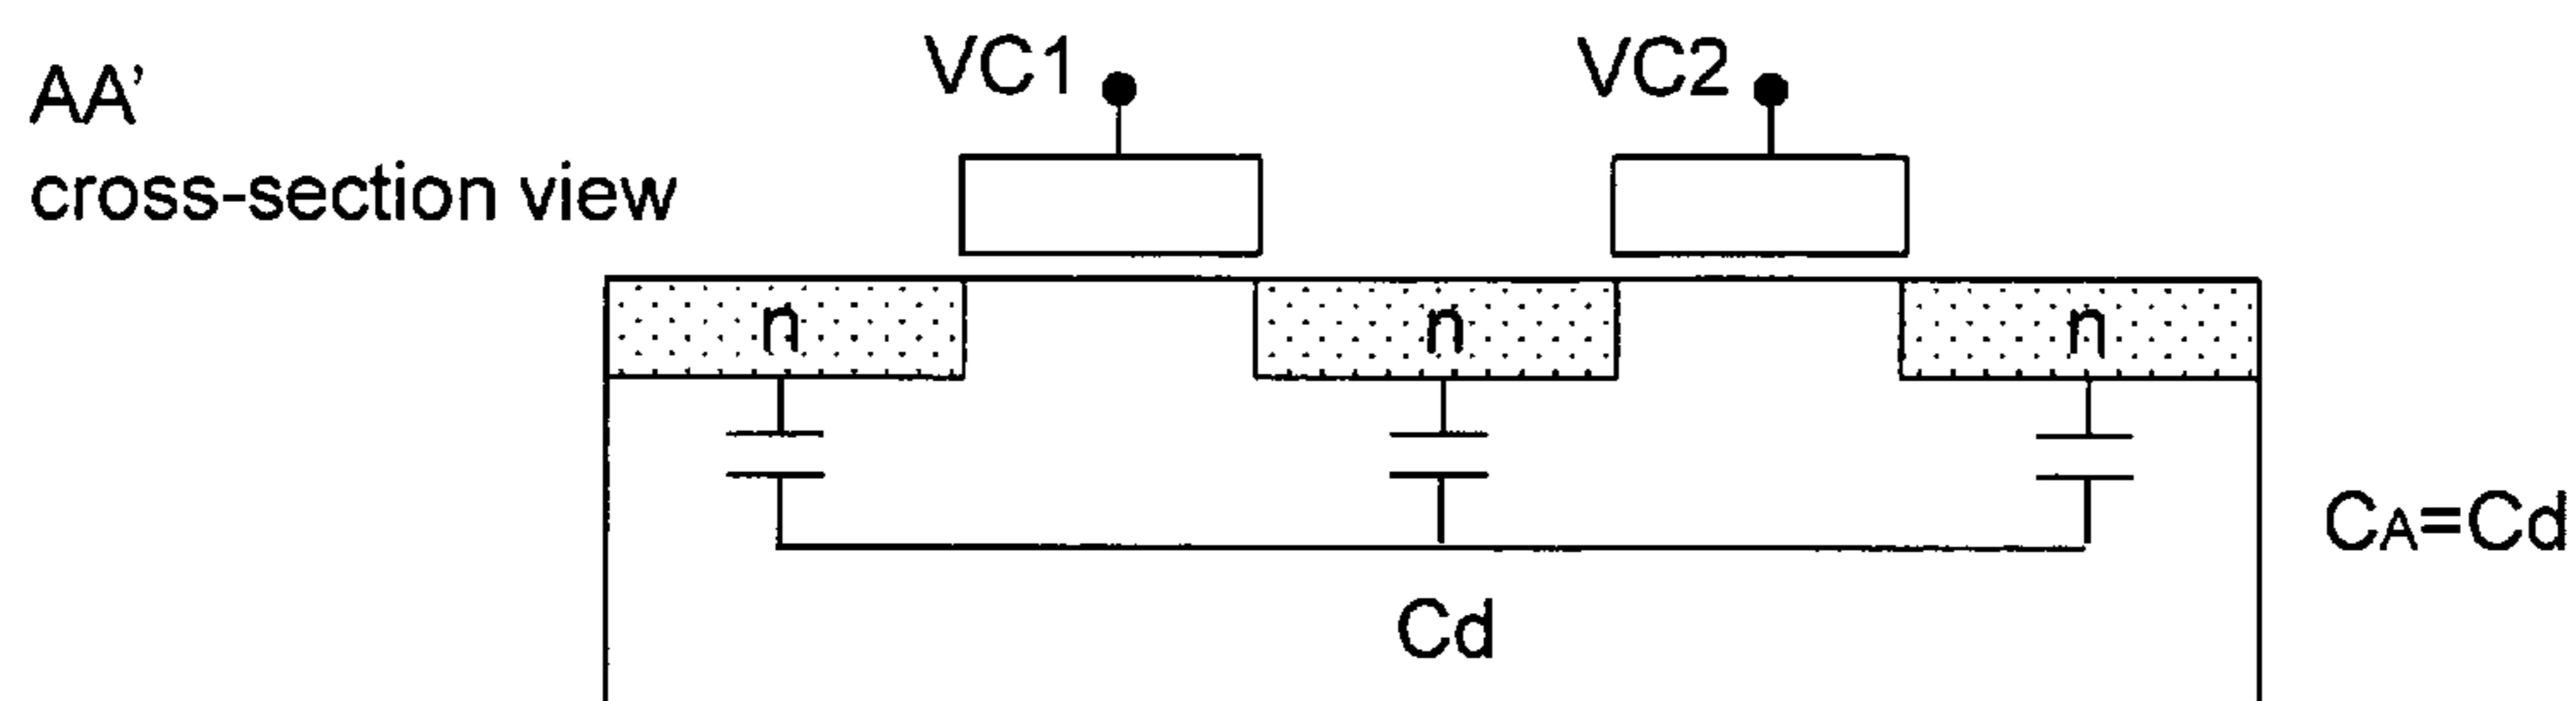 AA'
cross-section view
VC1
VC2
n
n
n
CA=Cd
Cd